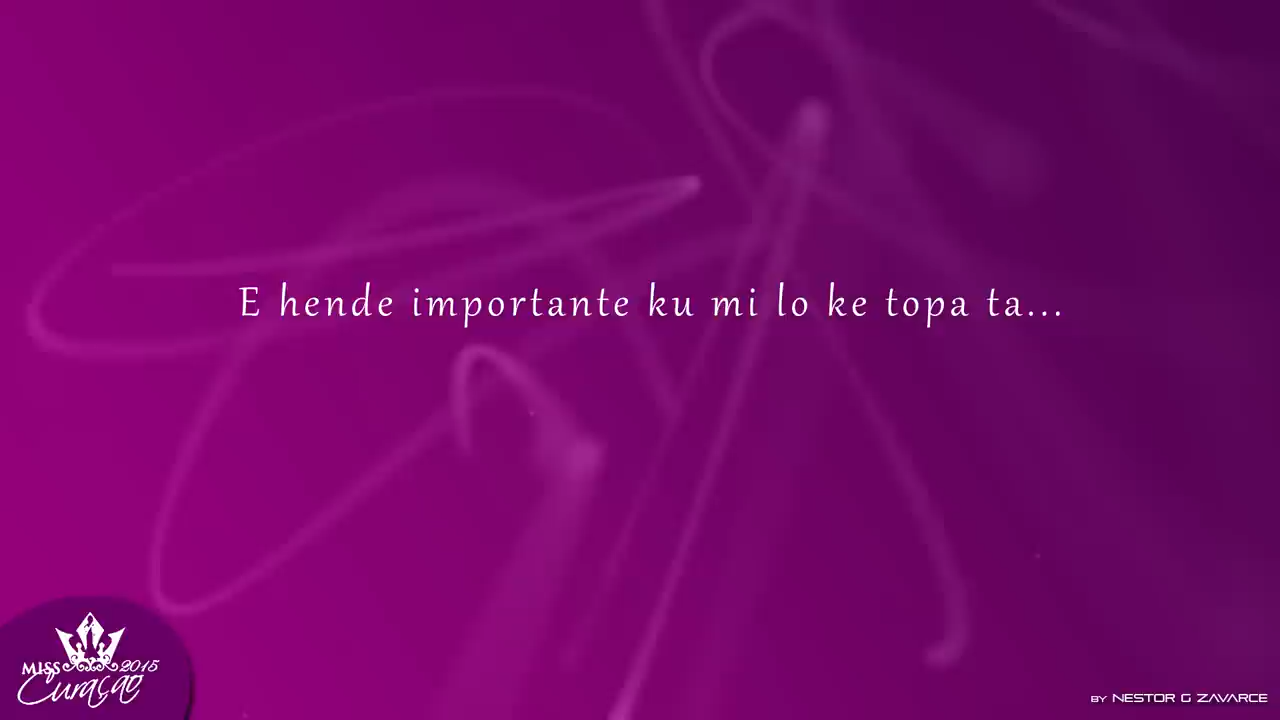 E hende importante ku mi lo ke topa ta...
MISS 2015
Curaçao
BY NESTOR G ZAVARCE